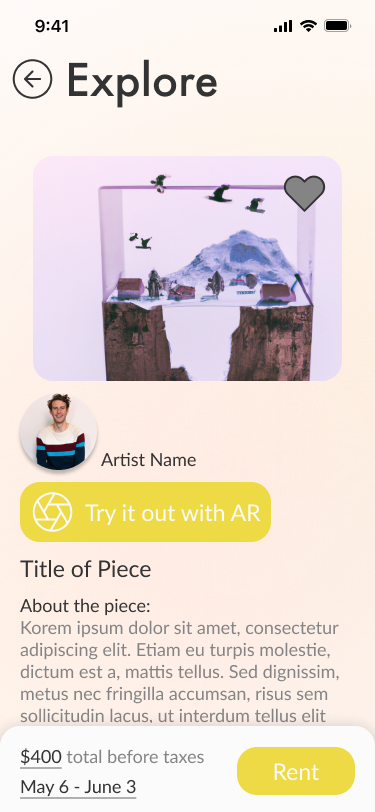 9:41
Explore
Artist Name
Try it out with AR
Title of Piece
About the piece:
Korem ipsum dolor sit amet, consectetur
adipiscing elit. Etiam eu turpis molestie,
dictum est a, mattis tellus. Sed dignissim,
metus nec fringilla accumsan, risus sem
sollicitudin lacus, ut interdum tellus elit
$400 total before taxes
May 6 - June 3
Rent